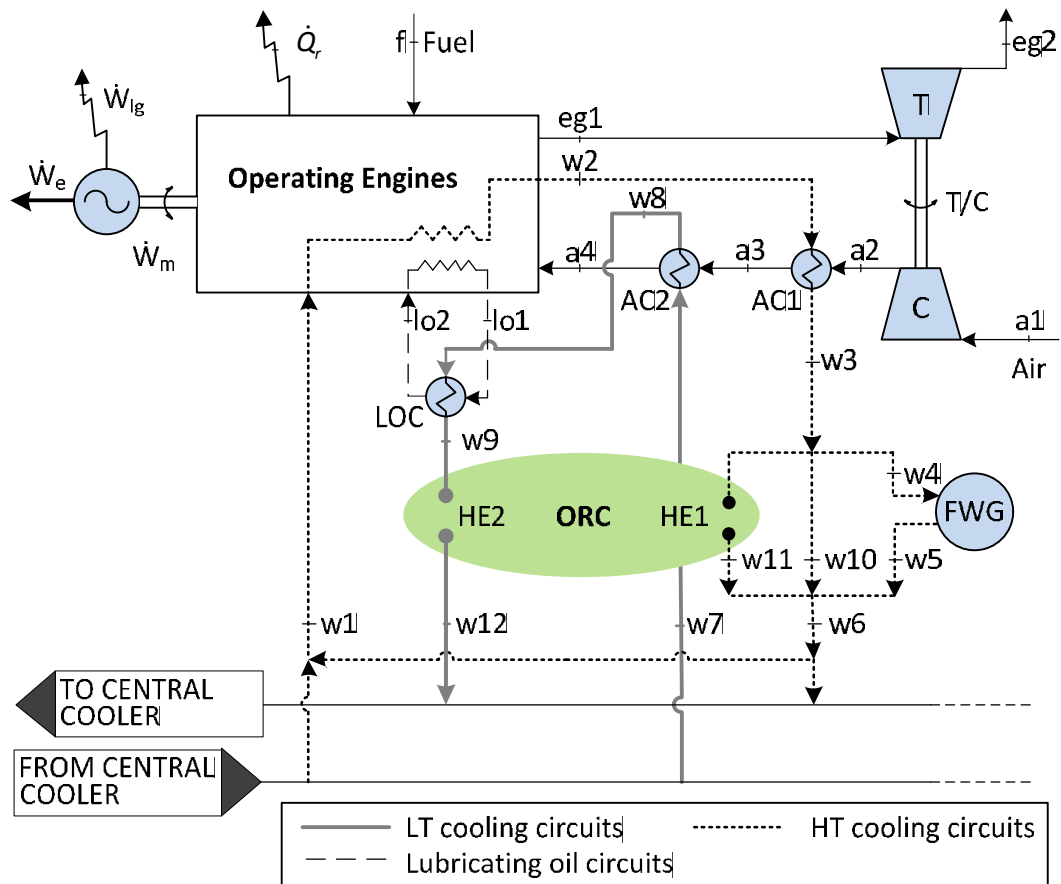 Q̇r
f Fuel
eg2
Ẇlg
T
eg1
Operating Engines
w2
Ẇe
w8
T/C
Ẇm
a4
a3
a2
AC2
AC1
C
lo2
lo1
a1
w3
Air
LOC
w9
w4
HE2
ORC
HE1
FWG
w11
w10
w5
w1
w12
w7
w6
TO CENTRAL
COOLER
FROM CENTRAL
COOLER
LT cooling circuits
HT cooling circuits
Lubricating oil circuits